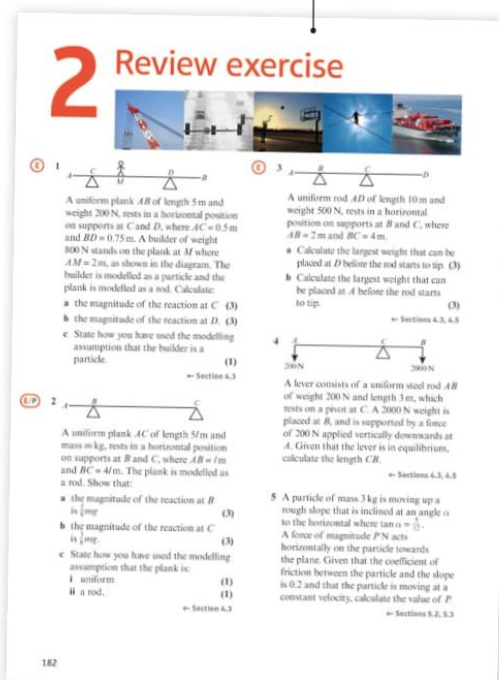 2 Review exercise
E 1
A C M D B
A uniform plank AB of length 5 m and
weight 200 N, rests in a horizontal position
on supports at C and D, where AC = 0.5 m
and BD = 0.75 m. A builder of weight
800 N stands on the plank at M where
AM = 2 m, as shown in the diagram. The
builder is modelled as a particle and the
plank is modelled as a rod. Calculate:
a the magnitude of the reaction at C (3)
b the magnitude of the reaction at D. (3)
c State how you have used the modelling
assumption that the builder is a
particle. (1)
← Section 4.3
E/P 2
A B C
A uniform plank AC of length 5l m and
mass m kg, rests in a horizontal position
on supports at B and C, where AB = l m
and BC = 4l m. The plank is modelled as
a rod. Show that:
a the magnitude of the reaction at B
is mg (3)
b the magnitude of the reaction at C
is mg. (3)
c State how you have used the modelling
assumption that the plank is:
i uniform (1)
ii a rod. (1)
← Section 4.3
E 3
A B C D
A uniform rod AD of length 10 m and
weight 500 N, rests in a horizontal
position on supports at B and C, where
AB = 2 m and BC = 4 m.
a Calculate the largest weight that can be
placed at D before the rod starts to tip. (3)
b Calculate the largest weight that can
be placed at A before the rod starts
to tip. (3)
← Sections 4.3, 4.5
4
A C B
200 N 2000 N
A lever consists of a uniform steel rod AB
of weight 200 N and length 3 m, which
rests on a pivot at C. A 2000 N weight is
placed at B, and is supported by a force
of 200 N applied vertically downwards at
A. Given that the lever is in equilibrium,
calculate the length CB.
← Sections 4.3, 4.5
5 A particle of mass 3 kg is moving up a
rough slope that is inclined at an angle α
to the horizontal where tan α = 5/12.
A force of magnitude P N acts
horizontally on the particle towards
the plane. Given that the coefficient of
friction between the particle and the slope
is 0.2 and that the particle is moving at a
constant velocity, calculate the value of P.
← Sections 5.2, 5.3
182